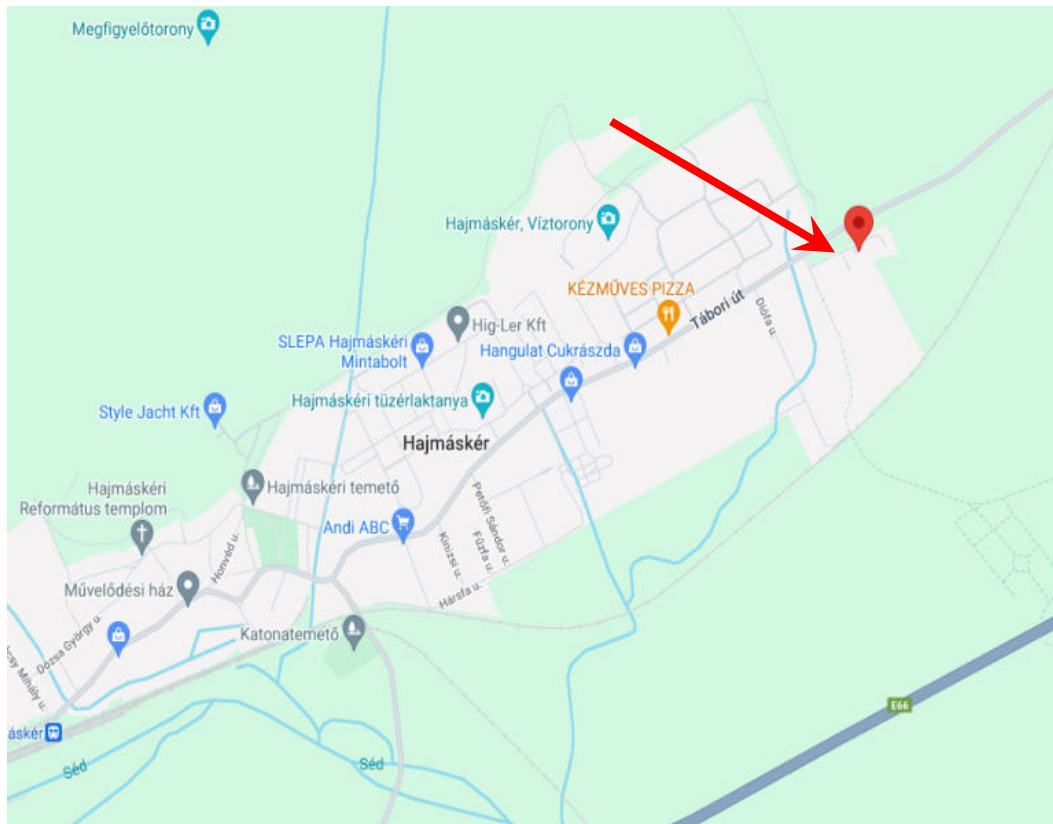 Megfigyelőtorony
Hajmáskér, Víztorony
KÉZMŰVES PIZZA
Tábori út
Diófa u.
Hig-Ler Kft
SLEPA Hajmáskéri
Mintabolt
Hangulat Cukrászda
Hajmáskéri tüzérlaktanya
Style Jacht Kft
Hajmáskér
Hajmáskéri
Református templom
Hajmáskéri temető
Andi ABC
Petőfi Sándor u.
Fűzfa u.
Kinizsi u.
Honvéd u.
Hársfa u.
Művelődési ház
Katonatemető
Dózsa György u.
csy Mihály u.
E66
áskér
Séd
Séd